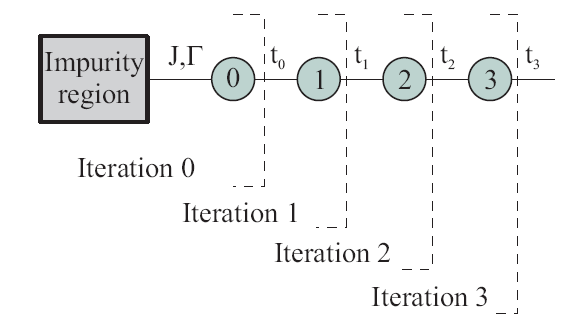 Impurity
region
J,Γ
0
t₀
1
t₁
2
t₂
3
t₃
Iteration 0
Iteration 1
Iteration 2
Iteration 3